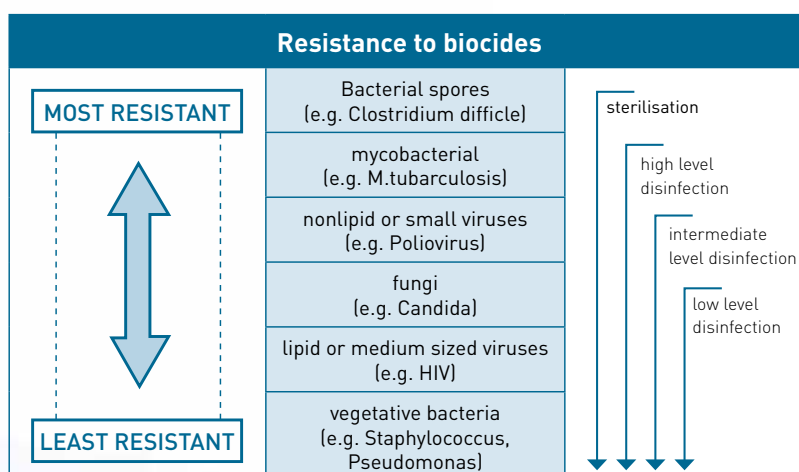 Resistance to biocides
MOST RESISTANT
LEAST RESISTANT
Bacterial spores
(e.g. Clostridium difficle)
mycobacterial
(e.g. M.tubarculosis)
nonlipid or small viruses
(e.g. Poliovirus)
fungi
(e.g. Candida)
lipid or medium sized viruses
(e.g. HIV)
vegetative bacteria
(e.g. Staphylococcus,
Pseudomonas)
sterilisation
high level
disinfection
intermediate
level disinfection
low level
disinfection